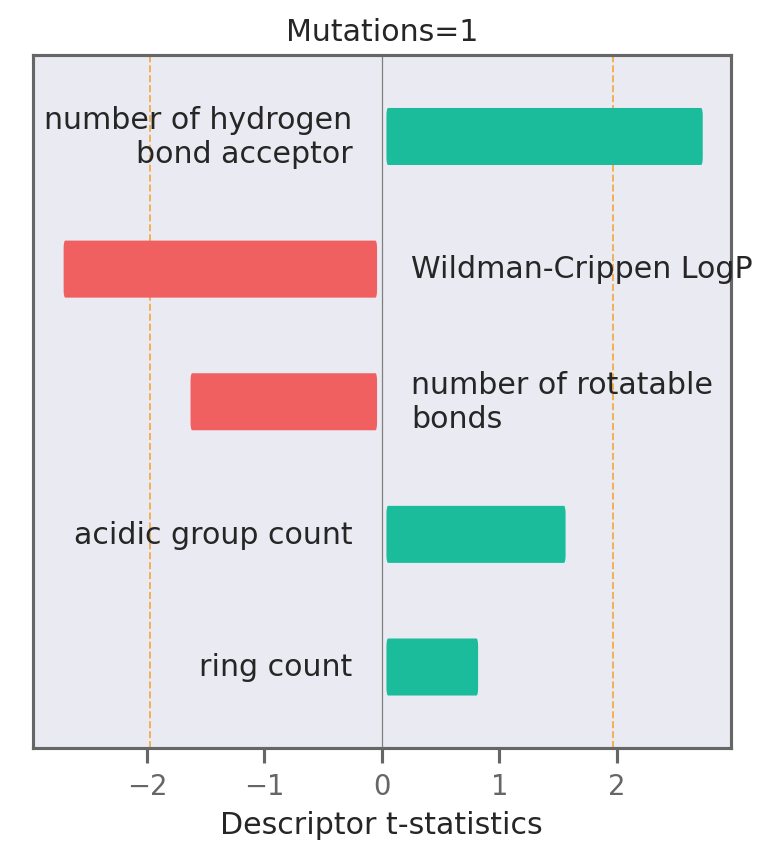 Mutations=1
number of hydrogen
bond acceptor
Wildman-Crippen LogP
number of rotatable
bonds
acidic group count
ring count
−2 −1 0 1 2
Descriptor t-statistics